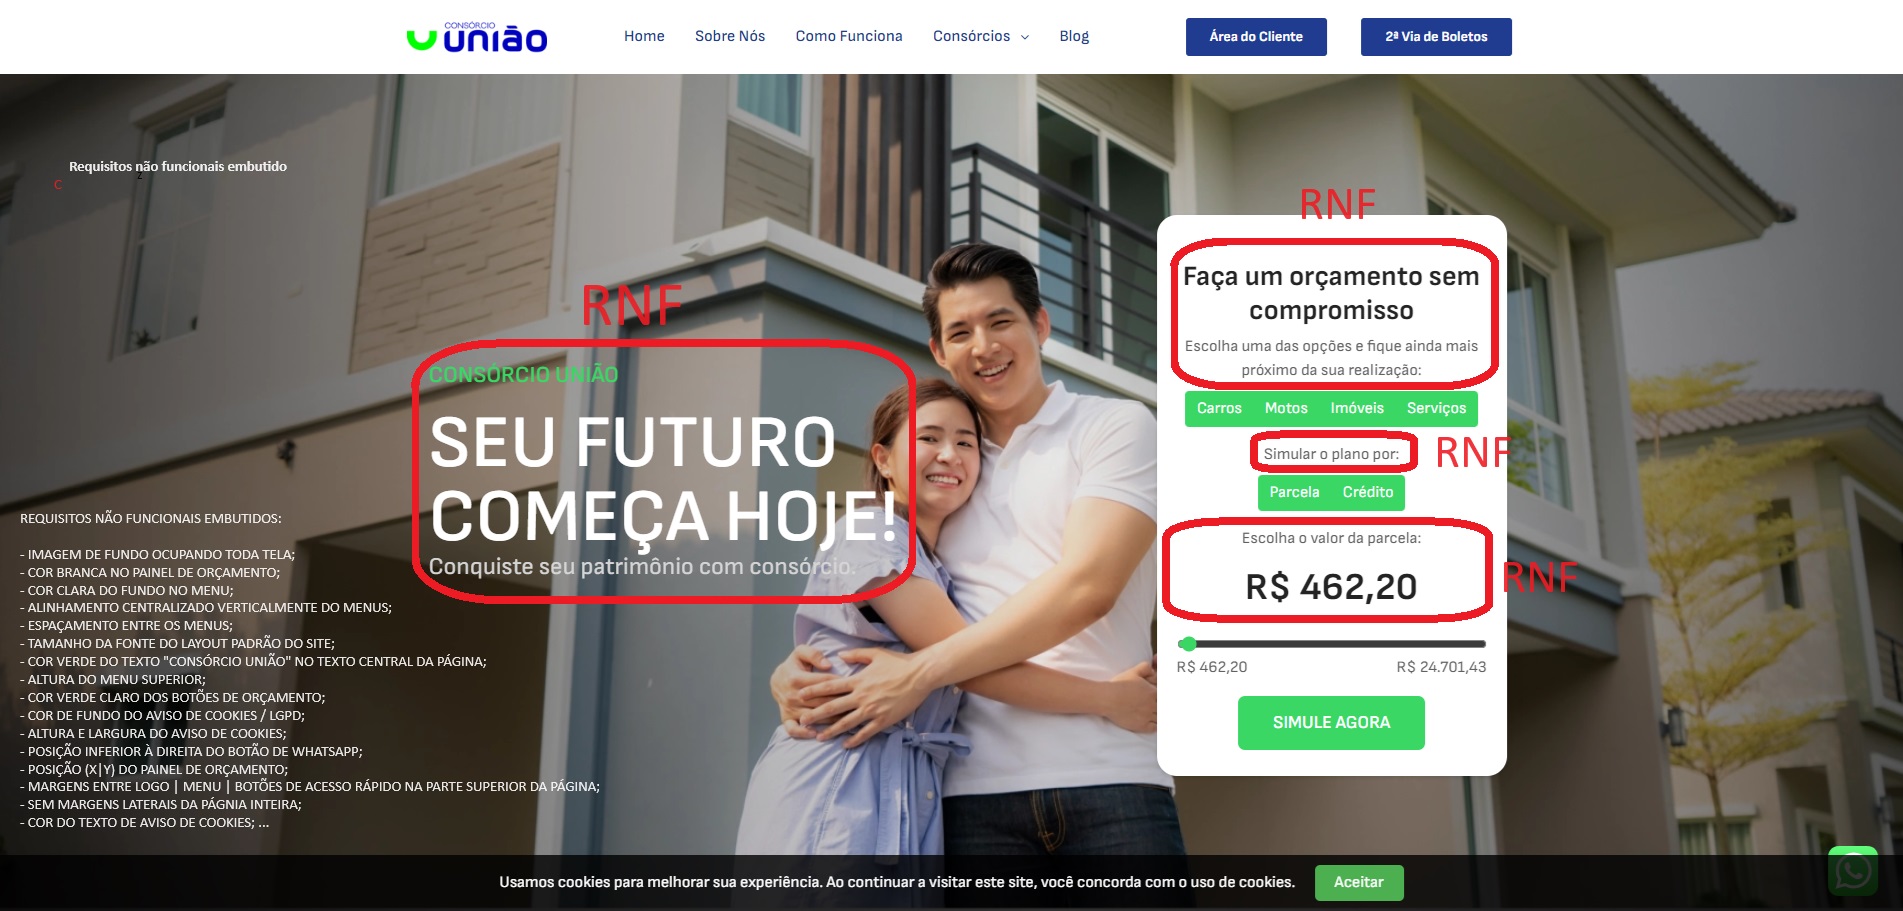 CONSÓRCIO
união
Home
Sobre Nós
Como Funciona
Consórcios
Blog
Área do Cliente
2ª Via de Boletos
Requisitos não funcionais embutido
C
2
REQUISITOS NÃO FUNCIONAIS EMBUTIDOS:
- IMAGEM DE FUNDO OCUPANDO TODA TELA;
- COR BRANCA NO PAINEL DE ORÇAMENTO;
- COR CLARA DO FUNDO NO MENU;
- ALINHAMENTO CENTRALIZADO VERTICALMENTE DO MENUS;
- ESPAÇAMENTO ENTRE OS MENUS;
- TAMANHO DA FONTE DO LAYOUT PADRÃO DO SITE;
- COR VERDE DO TEXTO "CONSÓRCIO UNIÃO" NO TEXTO CENTRAL DA PÁGINA;
- ALTURA DO MENU SUPERIOR;
- COR VERDE CLARO DOS BOTÕES DE ORÇAMENTO;
- COR DE FUNDO DO AVISO DE COOKIES / LGPD;
- ALTURA E LARGURA DO AVISO DE COOKIES;
- POSIÇÃO INFERIOR À DIREITA DO BOTÃO DE WHATSAPP;
- POSIÇÃO (X|Y) DO PAINEL DE ORÇAMENTO;
- MARGENS ENTRE LOGO | MENU | BOTÕES DE ACESSO RÁPIDO NA PARTE SUPERIOR DA PÁGINA;
- SEM MARGENS LATERAIS DA PÁGNIA INTEIRA;
- COR DO TEXTO DE AVISO DE COOKIES; ...
RNF
CONSÓRCIO UNIÃO
SEU FUTURO
COMEÇA HOJE!
Conquiste seu patrimônio com consórcio.
RNF
Faça um orçamento sem
compromisso
Escolha uma das opções e fique ainda mais
próximo da sua realização:
Carros Motos Imóveis Serviços
Simular o plano por:
RNF
Parcela Crédito
Escolha o valor da parcela:
R$ 462,20
RNF
R$ 462,20
R$ 24.701,43
SIMULE AGORA
Usamos cookies para melhorar sua experiência. Ao continuar a visitar este site, você concorda com o uso de cookies.
Aceitar